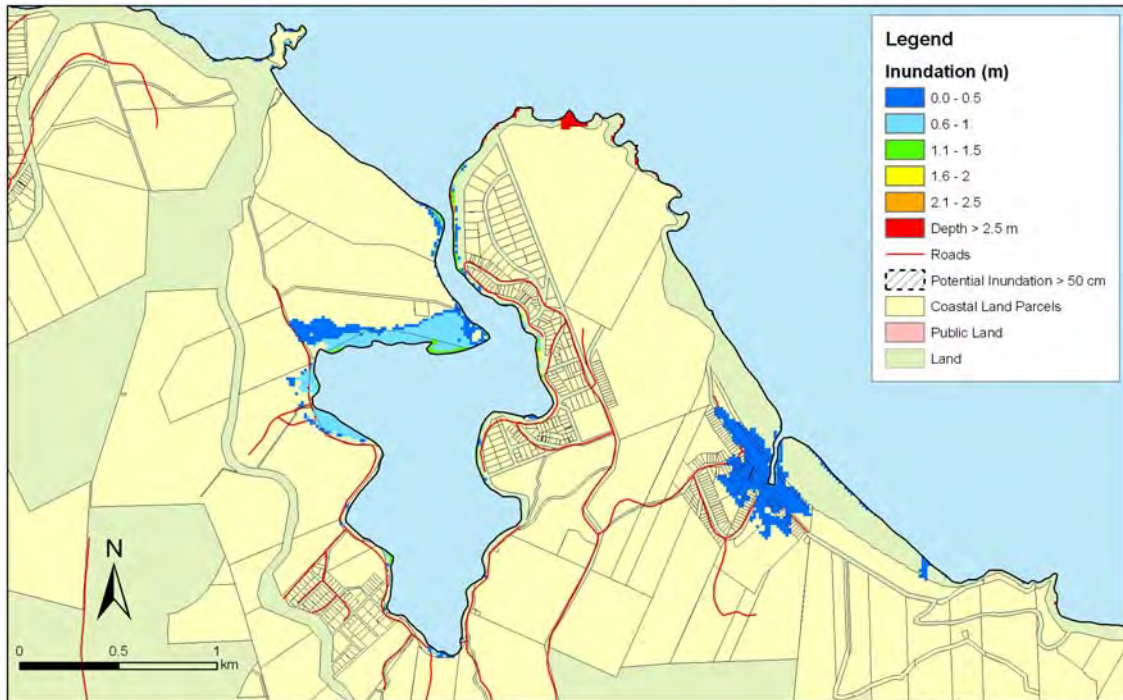 Legend
Inundation (m)
0.0 - 0.5
0.6 - 1
1.1 - 1.5
1.6 - 2
2.1 - 2.5
Depth > 2.5 m
Roads
Potential Inundation > 50 cm
Coastal Land Parcels
Public Land
Land
N
0 0.5 1
km